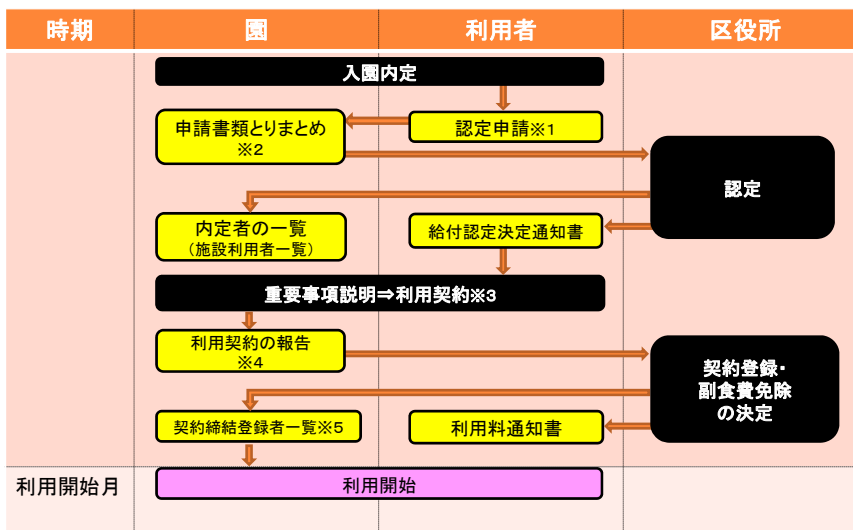 時期 園 利用者 区役所
入園内定
申請書類とりまとめ
※2
認定申請※1
認定
内定者の一覧
(施設利用者一覧)
給付認定決定通知書
重要事項説明⇒利用契約※3
利用契約の報告
※4
契約登録・
副食費免除
の決定
契約締結登録者一覧※5
利用料通知書
利用開始月
利用開始